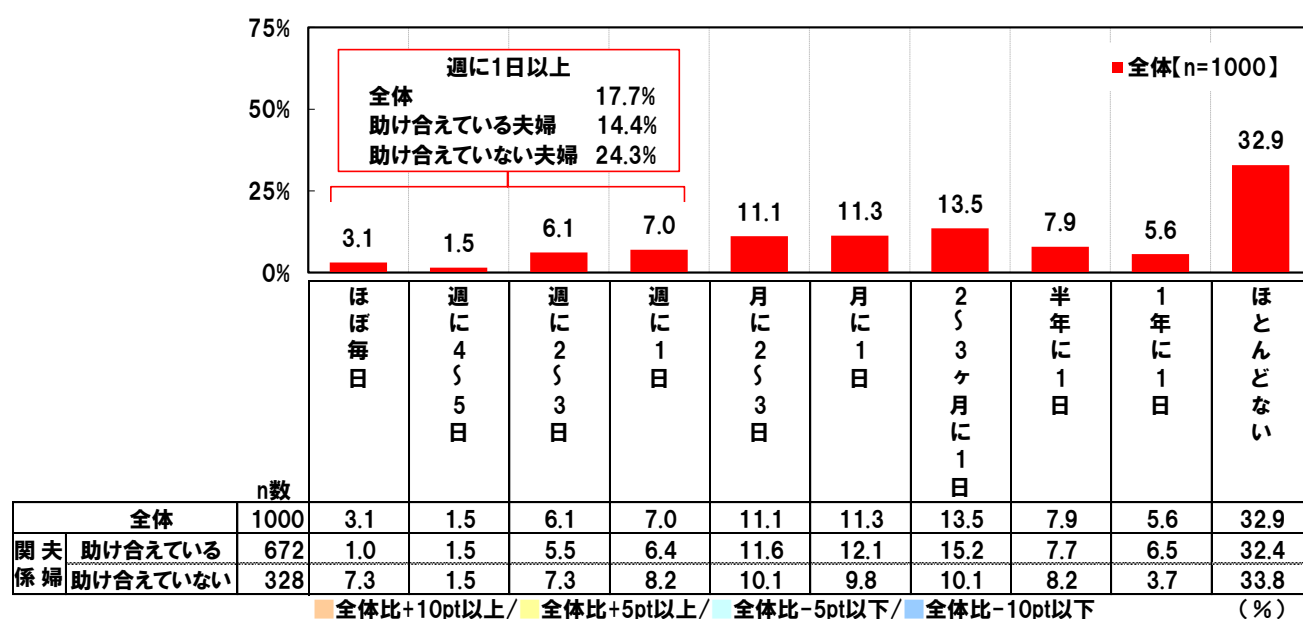 75%
50%
25%
0%
週に1日以上
全体 17.7%
助け合えている夫婦 14.4%
助け合えていない夫婦 24.3%
■全体【n=1000】
3.1 1.5 6.1 7.0 11.1 11.3 13.5 7.9 5.6 32.9
ほぼ毎日
週に4～5日
週に2～3日
週に1日
月に2～3日
月に1日
2～3ヶ月に1日
半年に1日
1年に1日
ほとんどない
n数
全体 1000 3.1 1.5 6.1 7.0 11.1 11.3 13.5 7.9 5.6 32.9
夫婦関係
助け合えている 672 1.0 1.5 5.5 6.4 11.6 12.1 15.2 7.7 6.5 32.4
助け合えていない 328 7.3 1.5 7.3 8.2 10.1 9.8 10.1 8.2 3.7 33.8
■全体比+10pt以上/■全体比+5pt以上/■全体比-5pt以下/■全体比-10pt以下 (%)